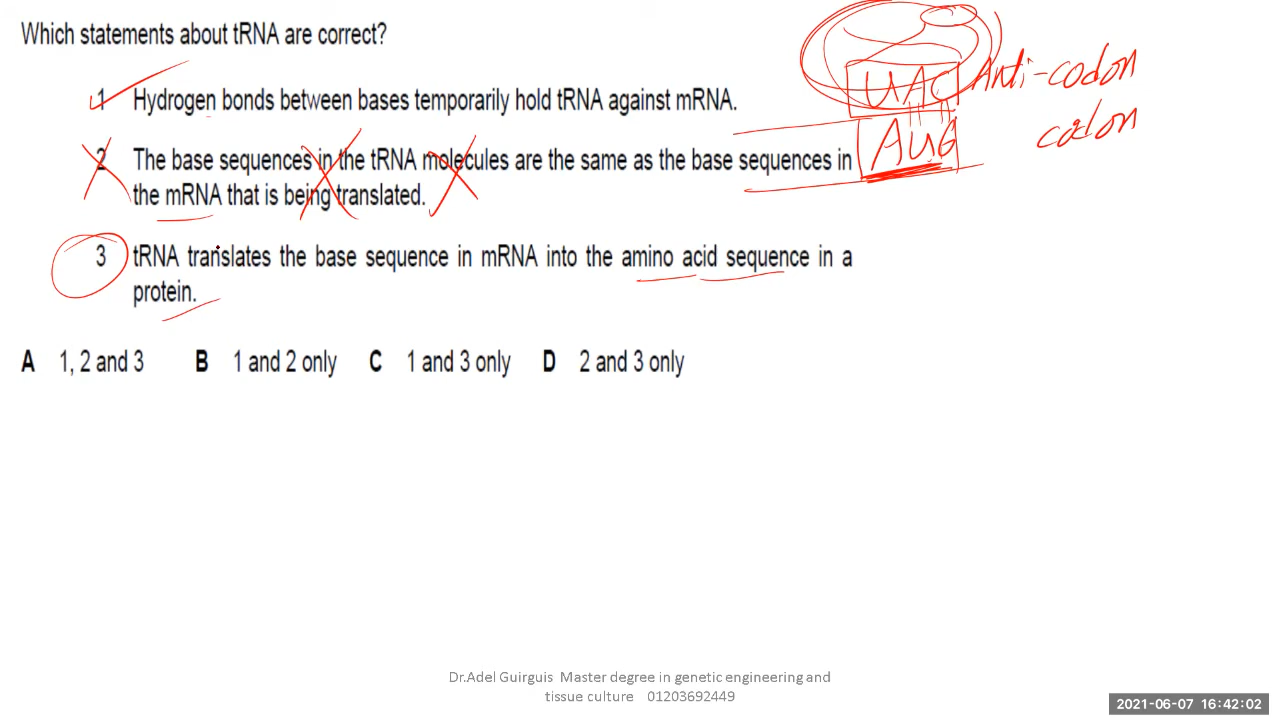 Which statements about tRNA are correct?
1 Hydrogen bonds between bases temporarily hold tRNA against mRNA.
UAC Anti-codon
AUG codon
2 The base sequences in the tRNA molecules are the same as the base sequences in
the mRNA that is being translated.
3 tRNA translates the base sequence in mRNA into the amino acid sequence in a
protein.
A 1, 2 and 3 B 1 and 2 only C 1 and 3 only D 2 and 3 only
Dr.Adel Guirguis Master degree in genetic engineering and
tissue culture 01203692449
2021-06-07 16:42:02